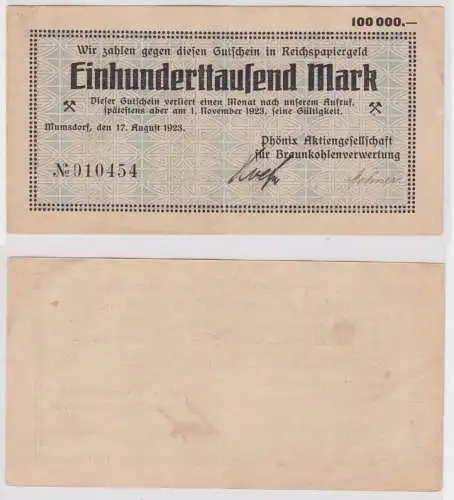 100 000.—
Wir zahlen gegen diesen Gutschein in Reichspapiergeld
Einhunderttausend Mark
Dieser Gutschein verliert einen Monat nach unserem Aufruf,
spätestens aber am 1. November 1923, seine Gültigkeit.
Mumsdorf, den 17. August 1923.
Phönix Aktiengesellschaft
für Braunkohlenverwertung
№ 010454